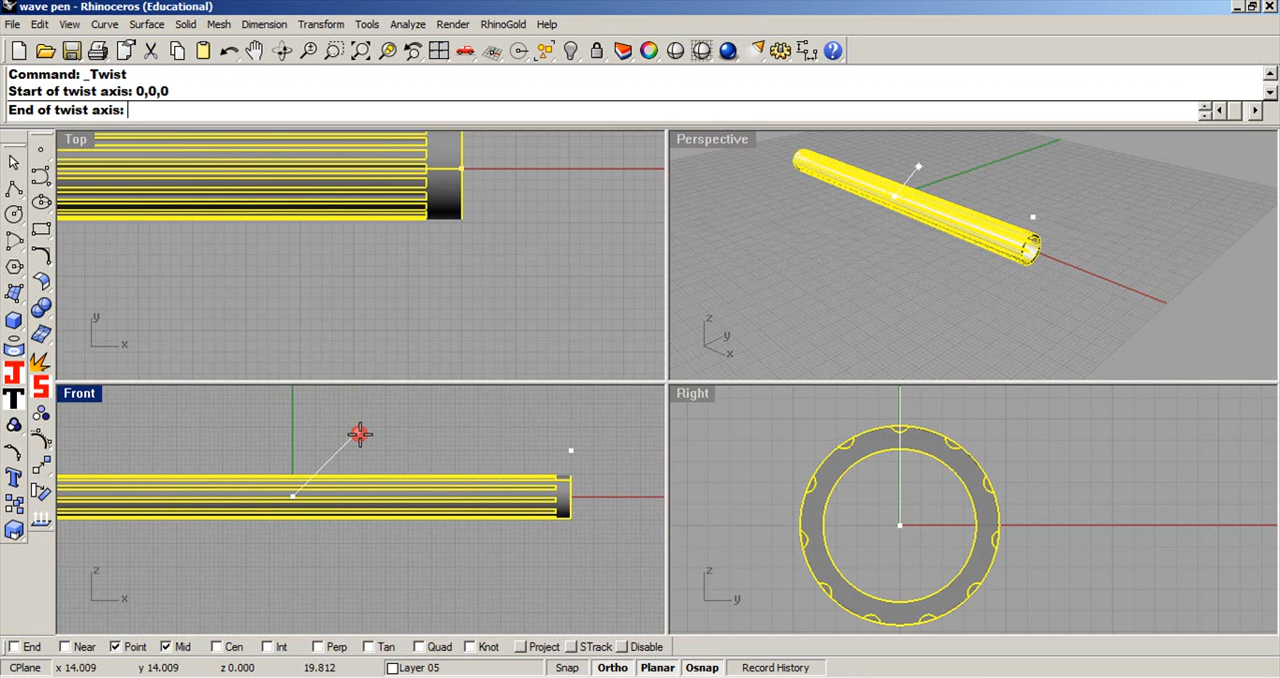 wave pen - Rhinoceros (Educational)
File Edit View Curve Surface Solid Mesh Dimension Transform Tools Analyze Render RhinoGold Help
Command: _Twist
Start of twist axis: 0,0,0
End of twist axis:
Top
Perspective
y
x
z
y
x
Front
Right
J
S
T
T
z
x
z
y
End Near Point Mid Cen Int Perp Tan Quad Knot Project STrack Disable
CPlane x 14.009 y 14.009 z 0.000 19.812 Layer 05 Snap Ortho Planar Osnap Record History